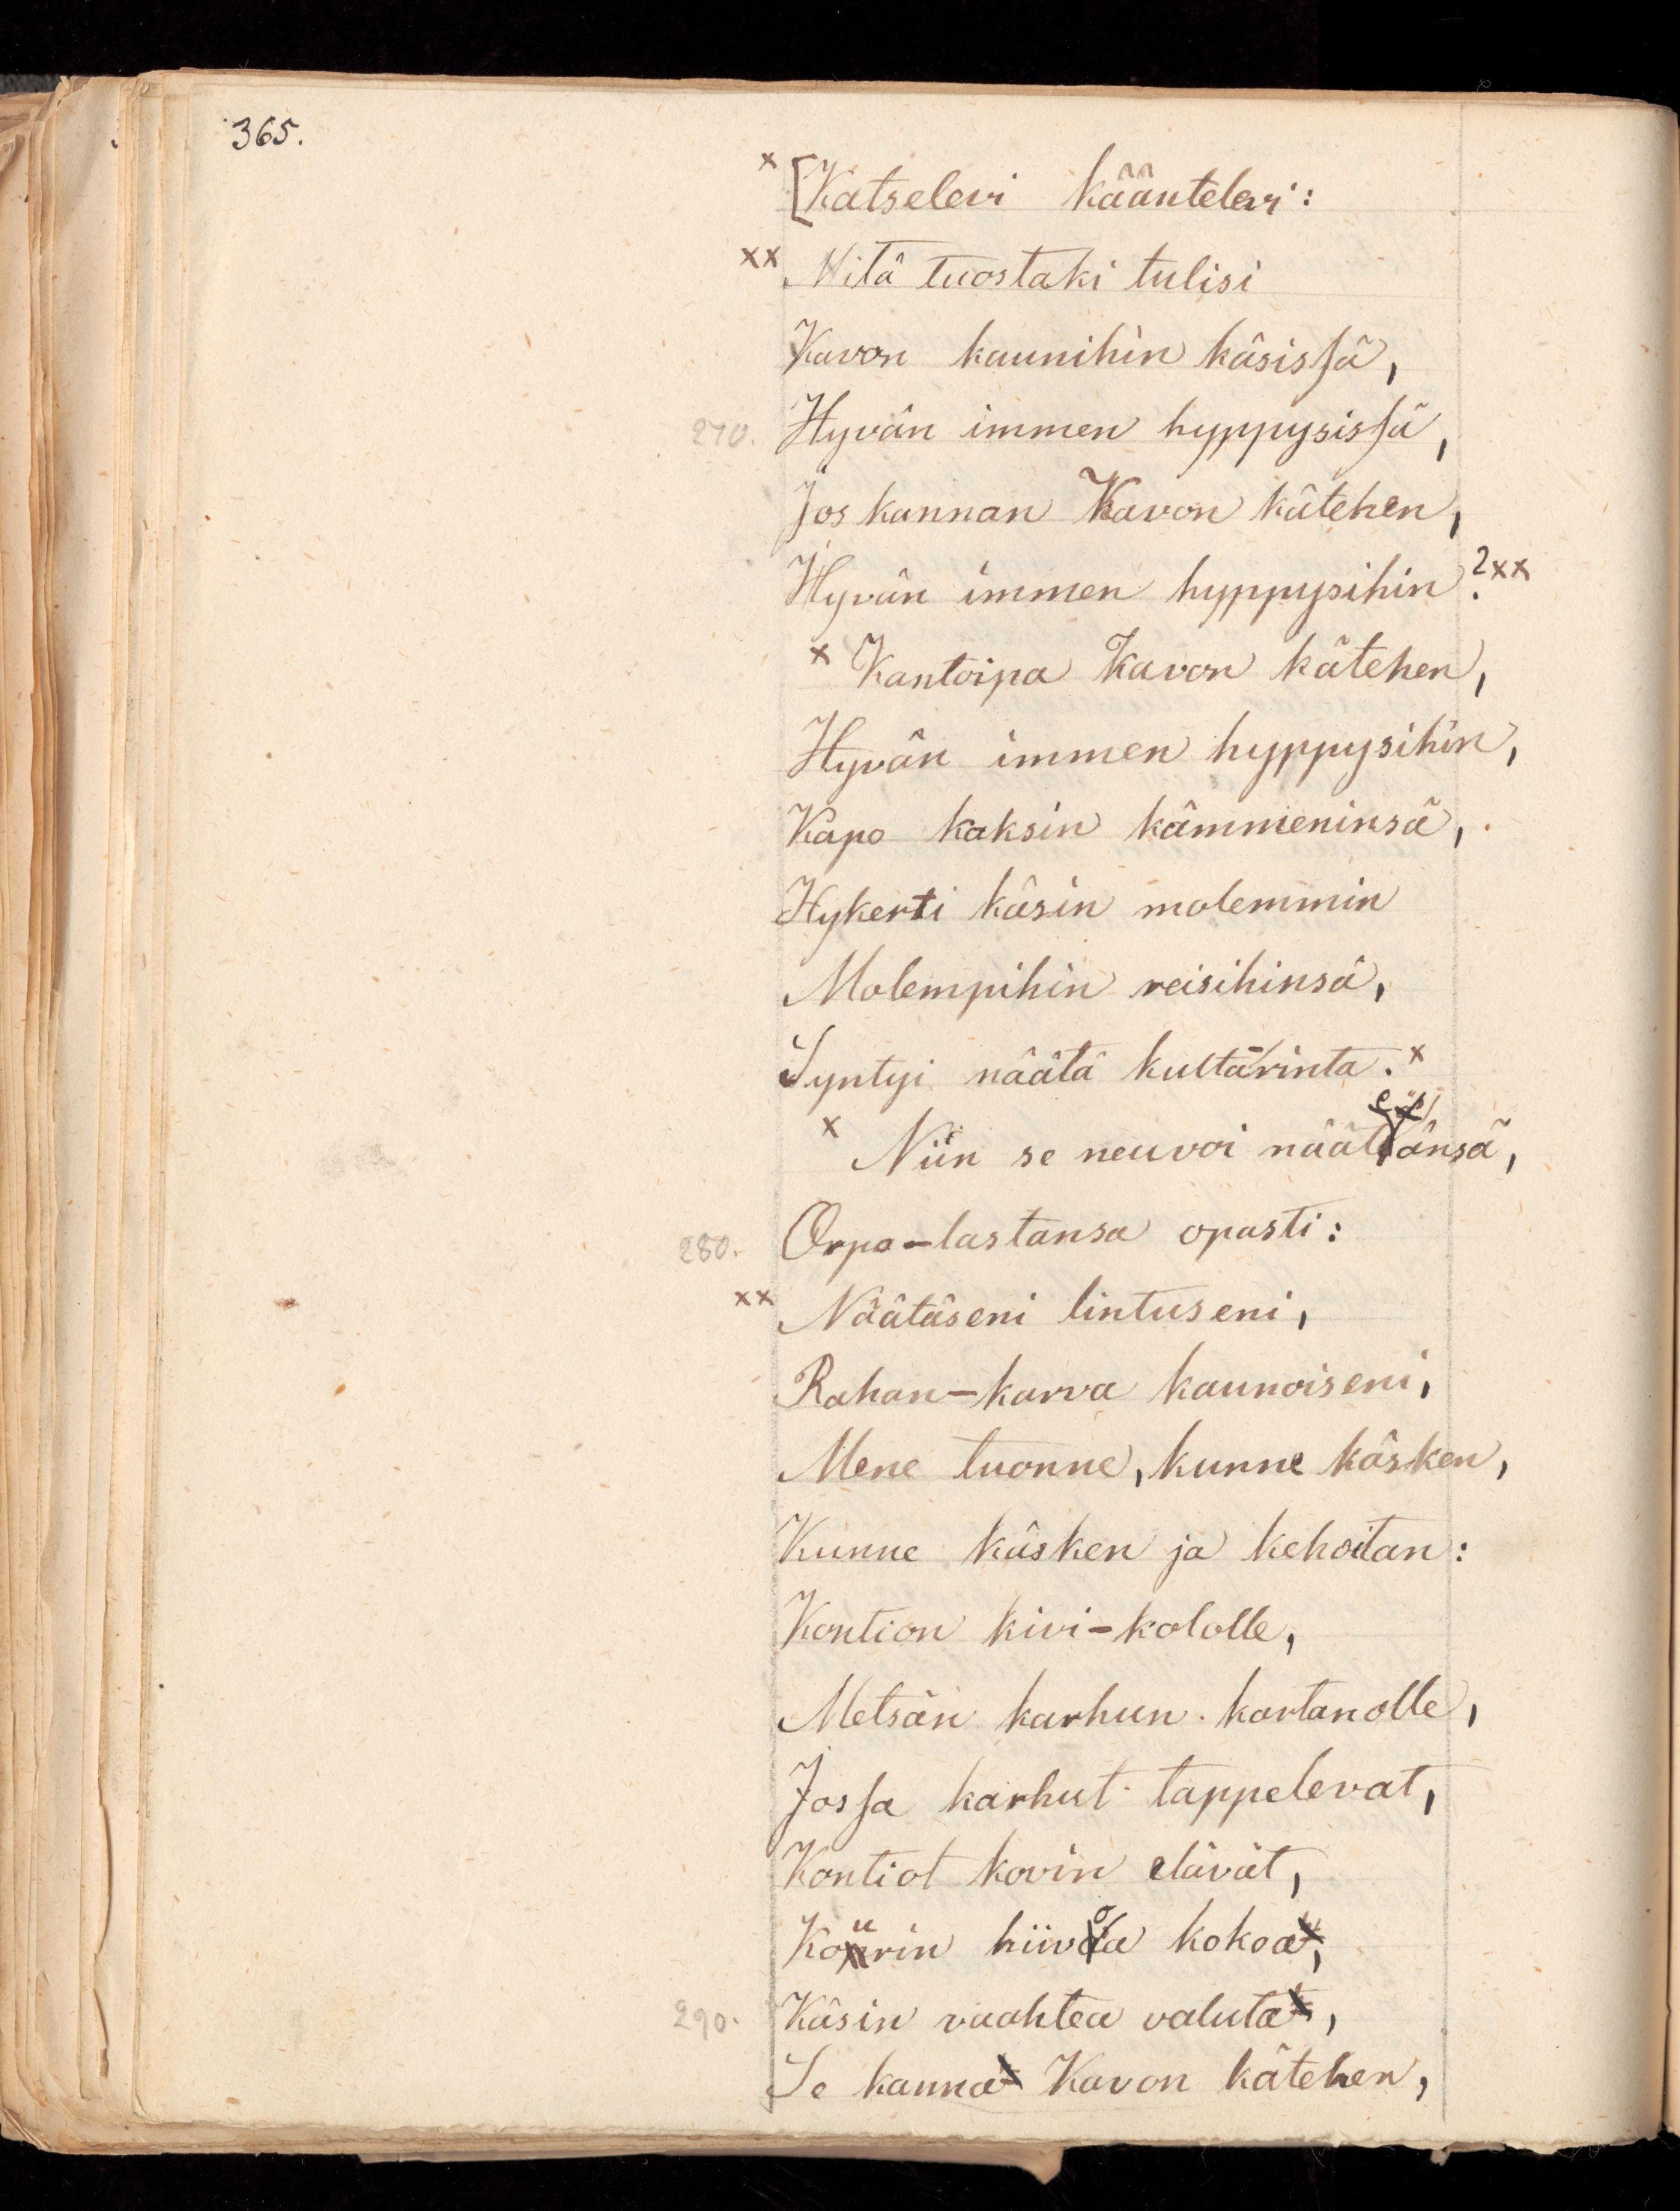 365.
x [Katselevi kääntelevi:
xx Mitä tuostaki tulisi
Kavon kaunihin käsissä,
270. Hyvän immen hyppysissä,
Jos kannan Kavon kätehen,
Hyvän immen hyppysihin? xx
x Kantoipa Kavon kätehen,
Hyvän immen hyppysihin,
Kapo kaksin kämmeninsä,
Hykerti käsin molemmin
Molempihin reisihinsä,
Syntyi näätä kultarinta. x
x Niin se neuvoi nääteänsä,
280. Orpo-lastansa opasti:
xx Näätäseni lintuseni,
Rahan-karva kaunoiseni,
Mene tuonne, kunne käsken,
Kunne käsken ja kehoitan:
Kontion kivi-kololle,
Metsän karhun kartanolle,
Jossa karhut tappelevat,
Kontiot kovin elävät,
Kourin hiivoa kokoa,
290. Käsin vaahtea valuta,
Se kanna Kavon kätehen,